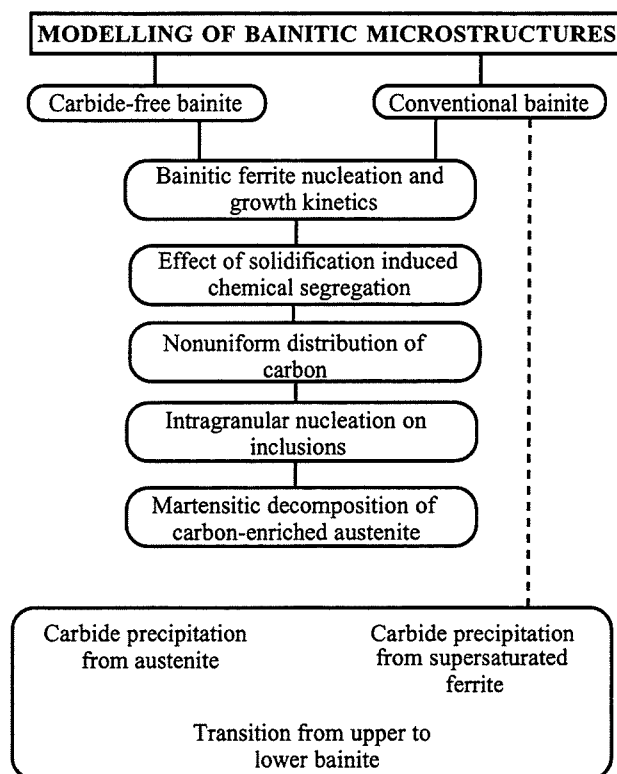 MODELLING OF BAINITIC MICROSTRUCTURES
Carbide-free bainite
Conventional bainite
Bainitic ferrite nucleation and
growth kinetics
Effect of solidification induced
chemical segregation
Nonuniform distribution of
carbon
Intragranular nucleation on
inclusions
Martensitic decomposition of
carbon-enriched austenite
Carbide precipitation
from austenite
Carbide precipitation
from supersaturated
ferrite
Transition from upper to
lower bainite